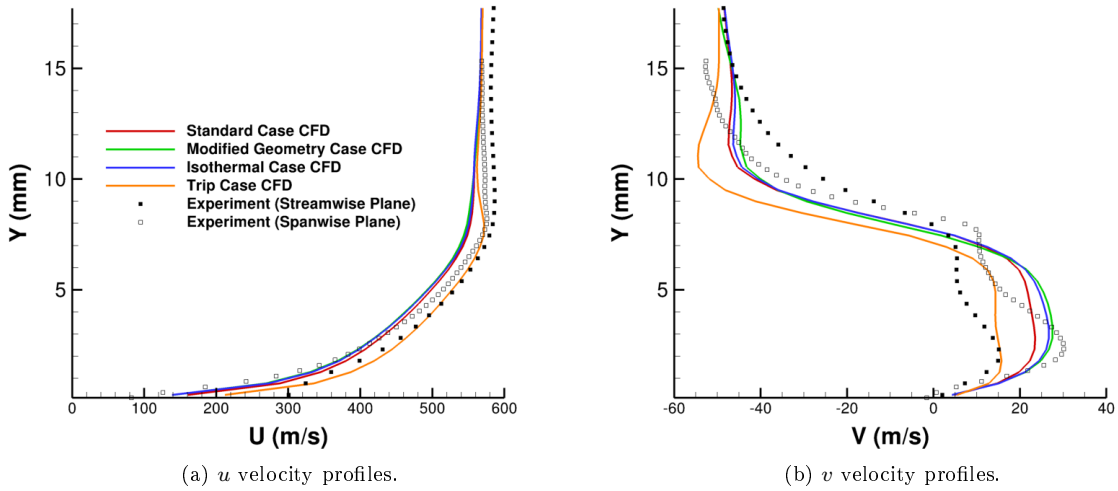 15
10
5
Y (mm)
Standard Case CFD
Modified Geometry Case CFD
Isothermal Case CFD
Trip Case CFD
Experiment (Streamwise Plane)
Experiment (Spanwise Plane)
0 100 200 300 400 500 600
U (m/s)
(a) u velocity profiles.
15
10
5
Y (mm)
-60 -40 -20 0 20 40
V (m/s)
(b) v velocity profiles.